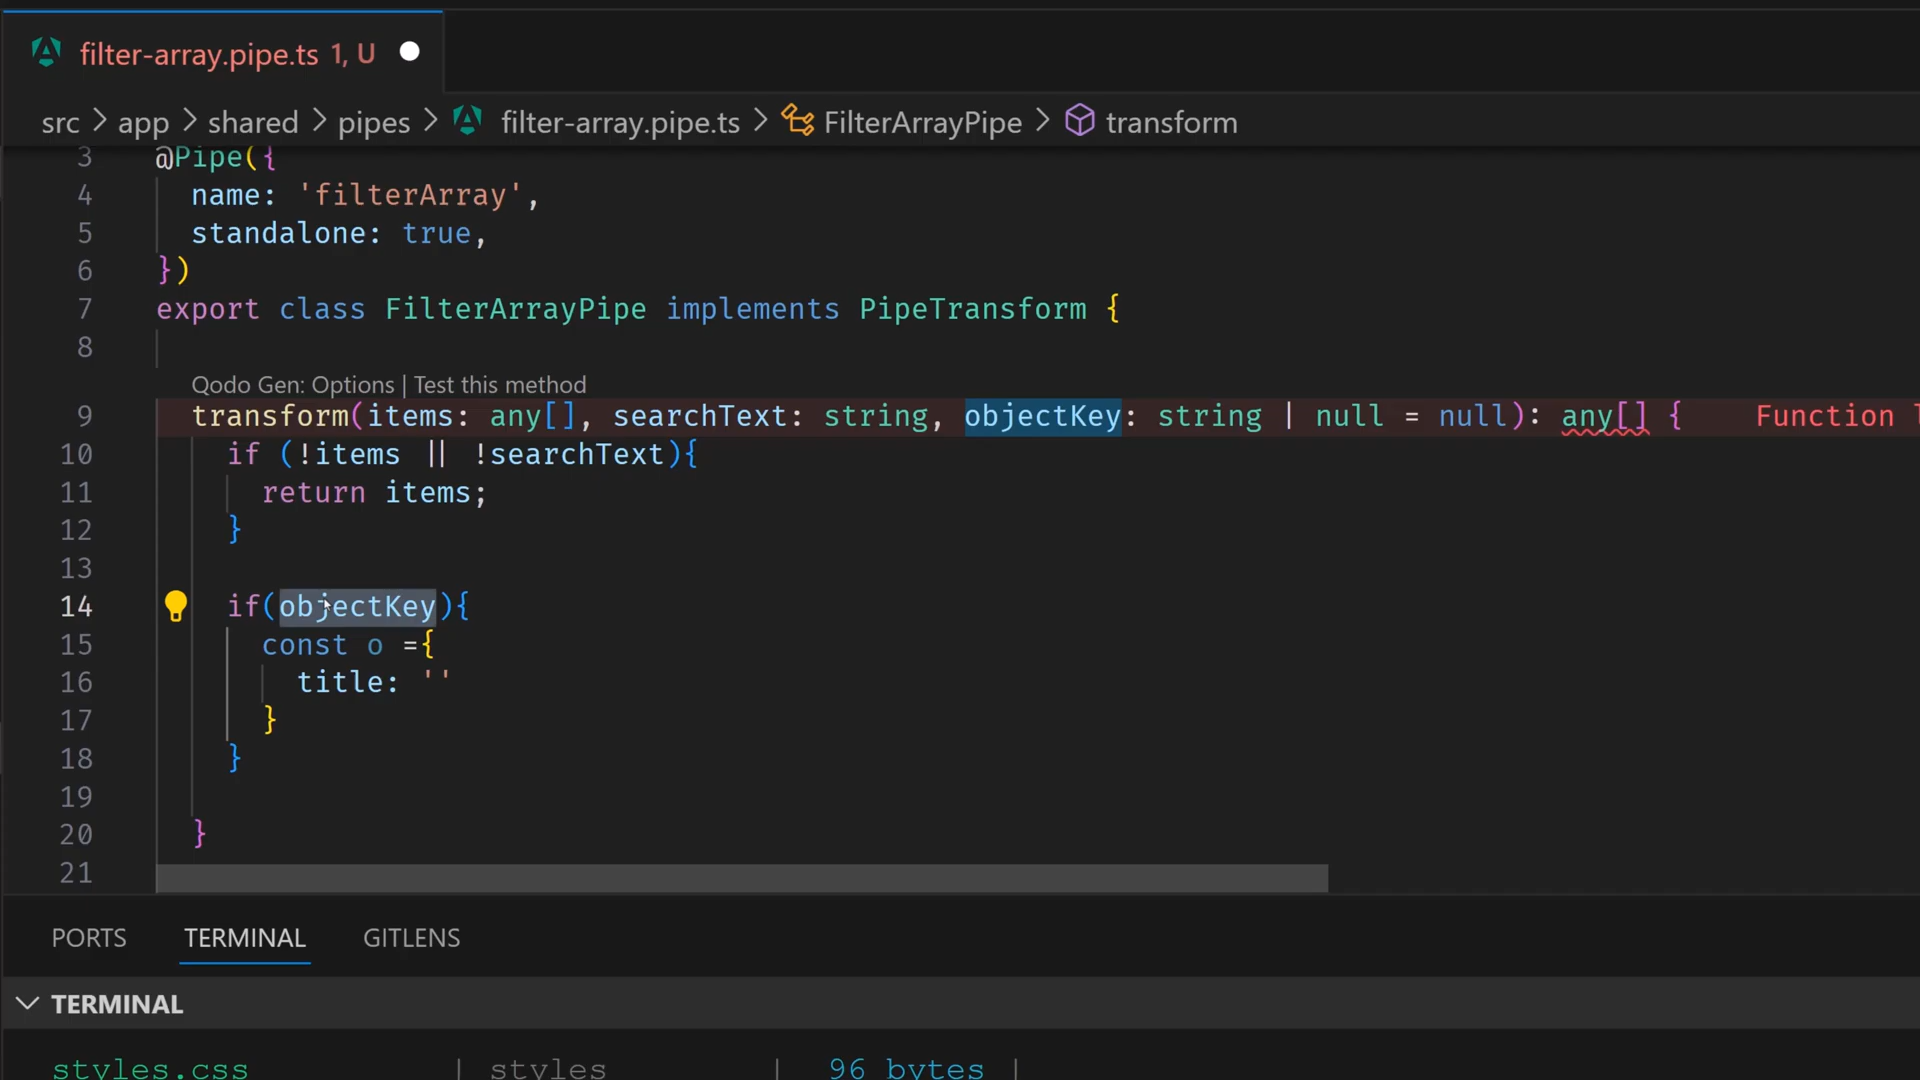 filter-array.pipe.ts 1, U
src > app > shared > pipes > filter-array.pipe.ts > FilterArrayPipe > transform
3 @Pipe({
4 name: 'filterArray',
5 standalone: true,
6 })
7 export class FilterArrayPipe implements PipeTransform {
8
Qodo Gen: Options | Test this method
9 transform(items: any[], searchText: string, objectKey: string | null = null): any[] { Function
10 if (!items || !searchText){
11 return items;
12 }
13
14 if(objectKey){
15 const o ={
16 title: ''
17 }
18 }
19
20 }
21
PORTS TERMINAL GITLENS
TERMINAL
styles.css | styles | 96 bytes |